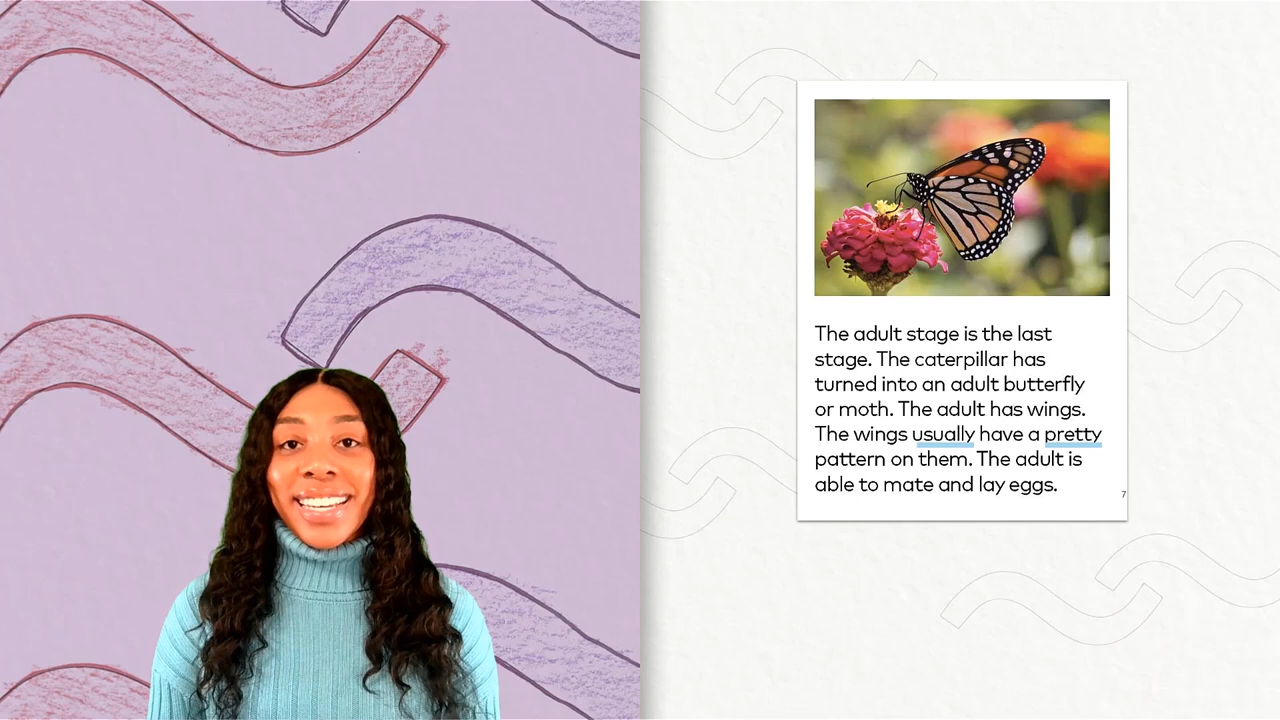 The adult stage is the last
stage. The caterpillar has
turned into an adult butterfly
or moth. The adult has wings.
The wings usually have a pretty
pattern on them. The adult is
able to mate and lay eggs.
7